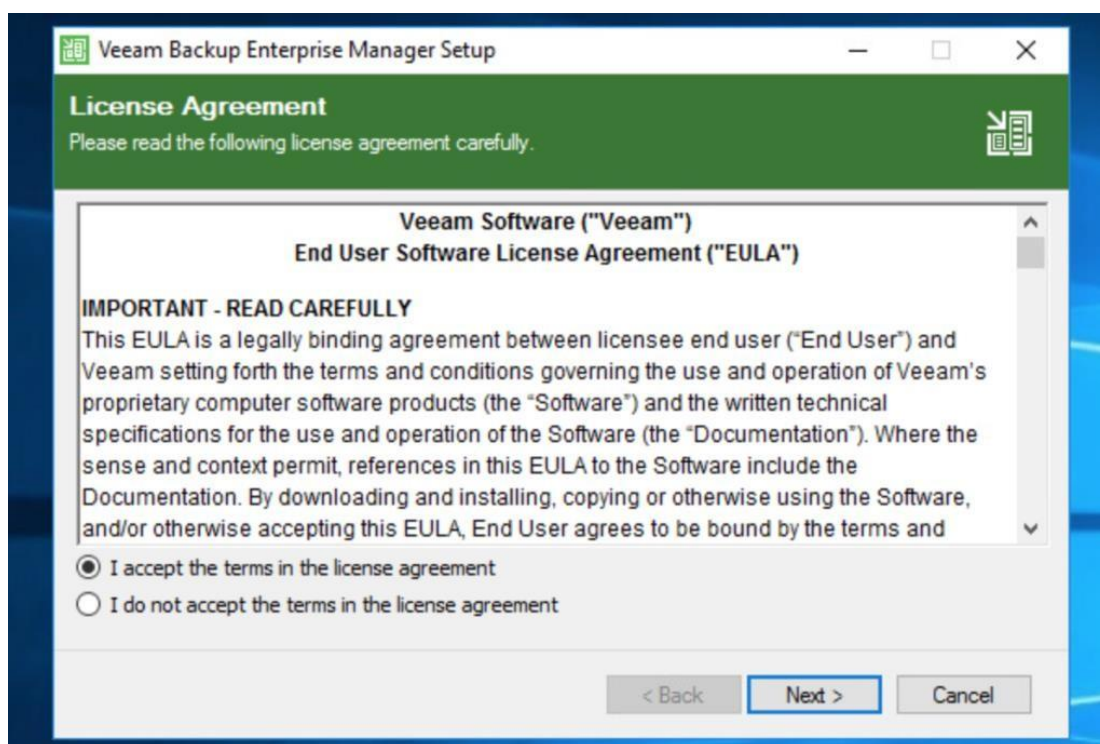 Veeam Backup Enterprise Manager Setup
License Agreement
Please read the following license agreement carefully.
Veeam Software ("Veeam")
End User Software License Agreement ("EULA")
IMPORTANT - READ CAREFULLY
This EULA is a legally binding agreement between licensee end user (“End User”) and
Veeam setting forth the terms and conditions governing the use and operation of Veeam’s
proprietary computer software products (the “Software”) and the written technical
specifications for the use and operation of the Software (the “Documentation”). Where the
sense and context permit, references in this EULA to the Software include the
Documentation. By downloading and installing, copying or otherwise using the Software,
and/or otherwise accepting this EULA, End User agrees to be bound by the terms and
I accept the terms in the license agreement
I do not accept the terms in the license agreement
< Back Next > Cancel